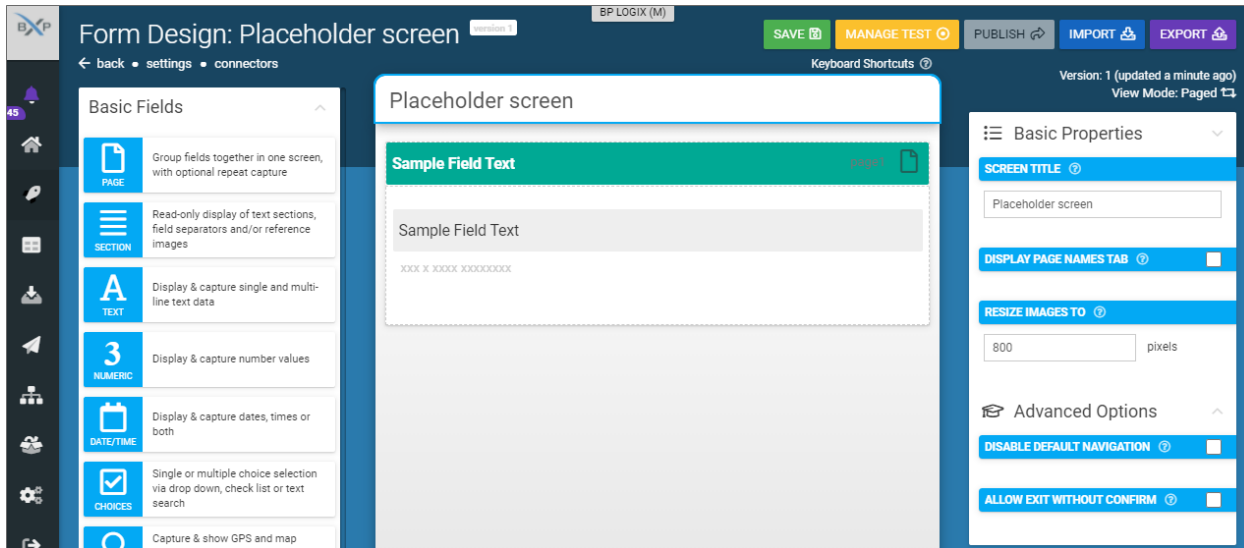 BXP
BP LOGIX (M)
Form Design: Placeholder screen version 1
SAVE
MANAGE TEST
PUBLISH
IMPORT
EXPORT
back • settings • connectors
Keyboard Shortcuts
Version: 1 (updated a minute ago)
View Mode: Paged
45
Basic Fields
PAGE
Group fields together in one screen,
with optional repeat capture
SECTION
Read-only display of text sections,
field separators and/or reference
images
A
TEXT
Display & capture single and multi-
line text data
3
NUMERIC
Display & capture number values
DATE/TIME
Display & capture dates, times or
both
CHOICES
Single or multiple choice selection
via drop down, check list or text
search
Capture & show GPS and map
Placeholder screen
Sample Field Text
page1
Sample Field Text
xxx x xxxx xxxxxxxx
Basic Properties
SCREEN TITLE
Placeholder screen
DISPLAY PAGE NAMES TAB
RESIZE IMAGES TO
800 pixels
Advanced Options
DISABLE DEFAULT NAVIGATION
ALLOW EXIT WITHOUT CONFIRM